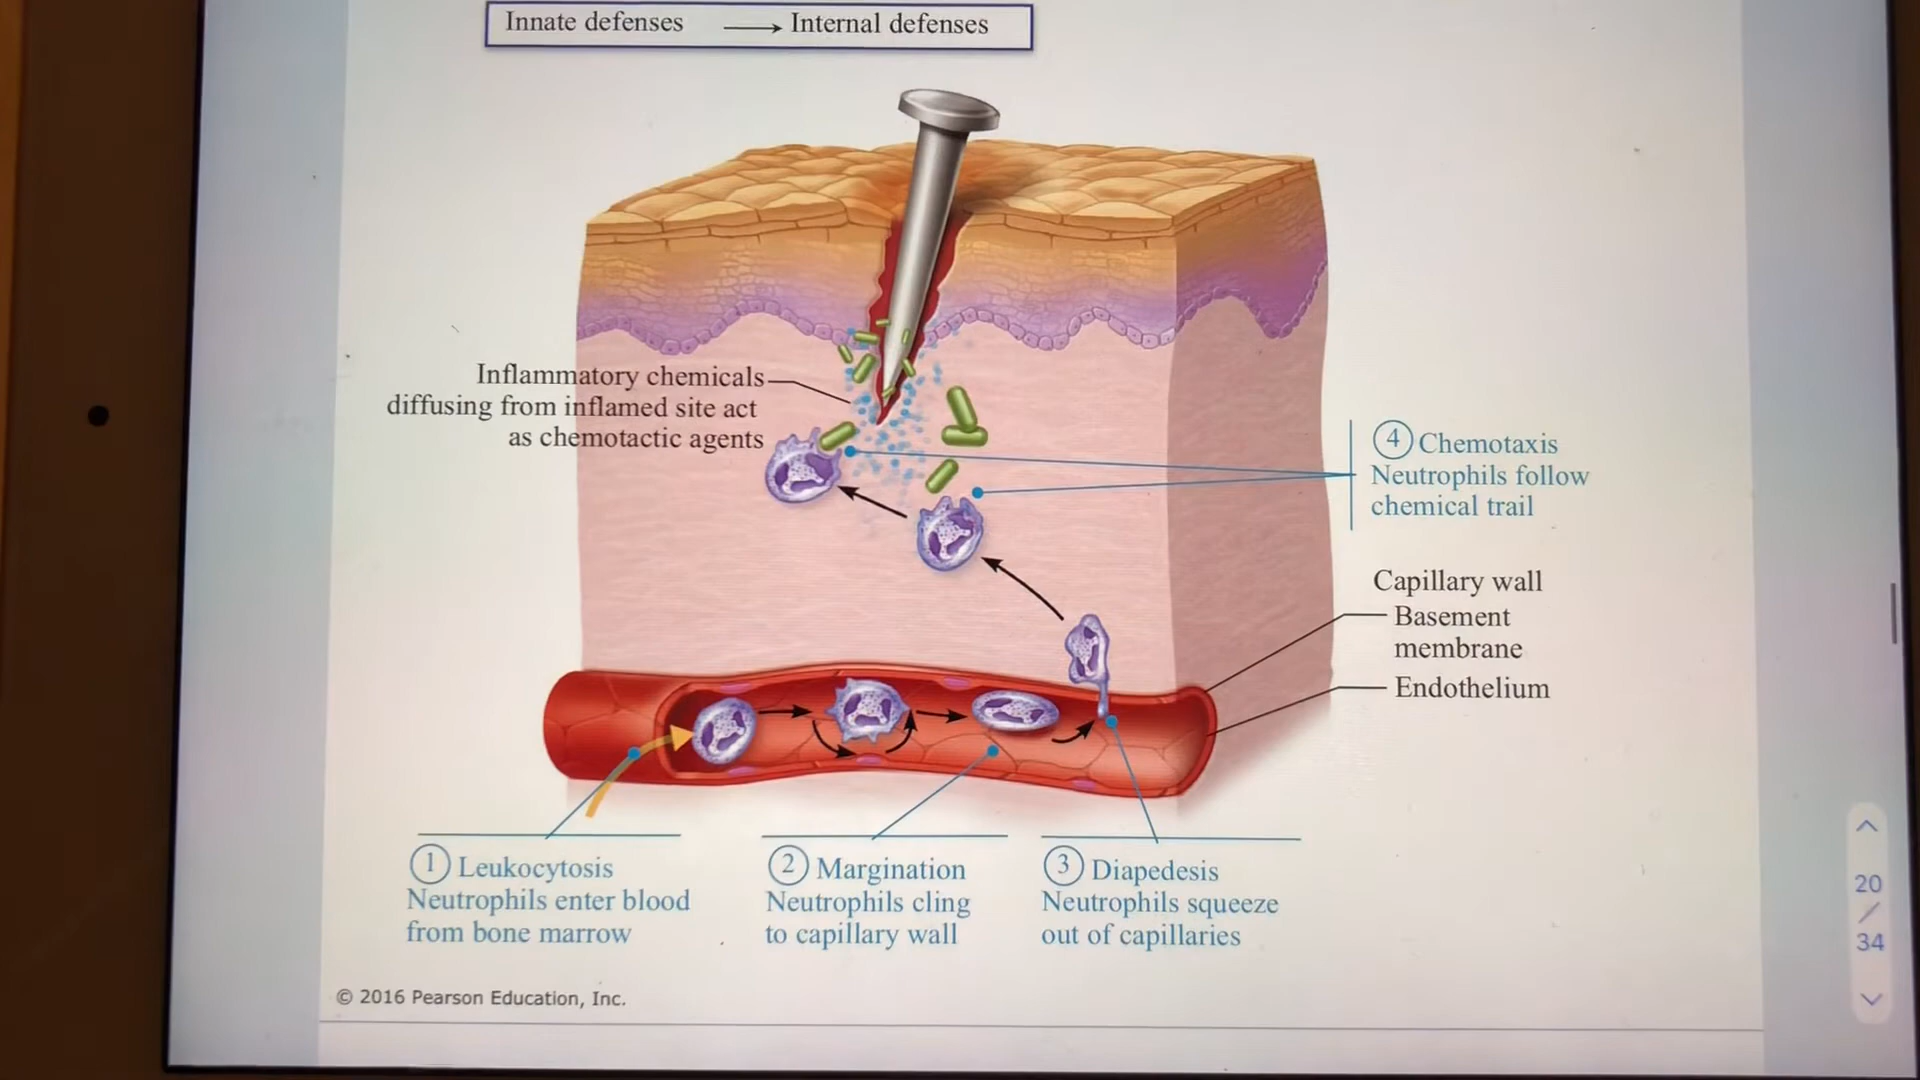 Innate defenses → Internal defenses
Inflammatory chemicals
diffusing from inflamed site act
as chemotactic agents
4 Chemotaxis
Neutrophils follow
chemical trail
Capillary wall
Basement
membrane
Endothelium
1 Leukocytosis
Neutrophils enter blood
from bone marrow
2 Margination
Neutrophils cling
to capillary wall
3 Diapedesis
Neutrophils squeeze
out of capillaries
20
/
34
© 2016 Pearson Education, Inc.